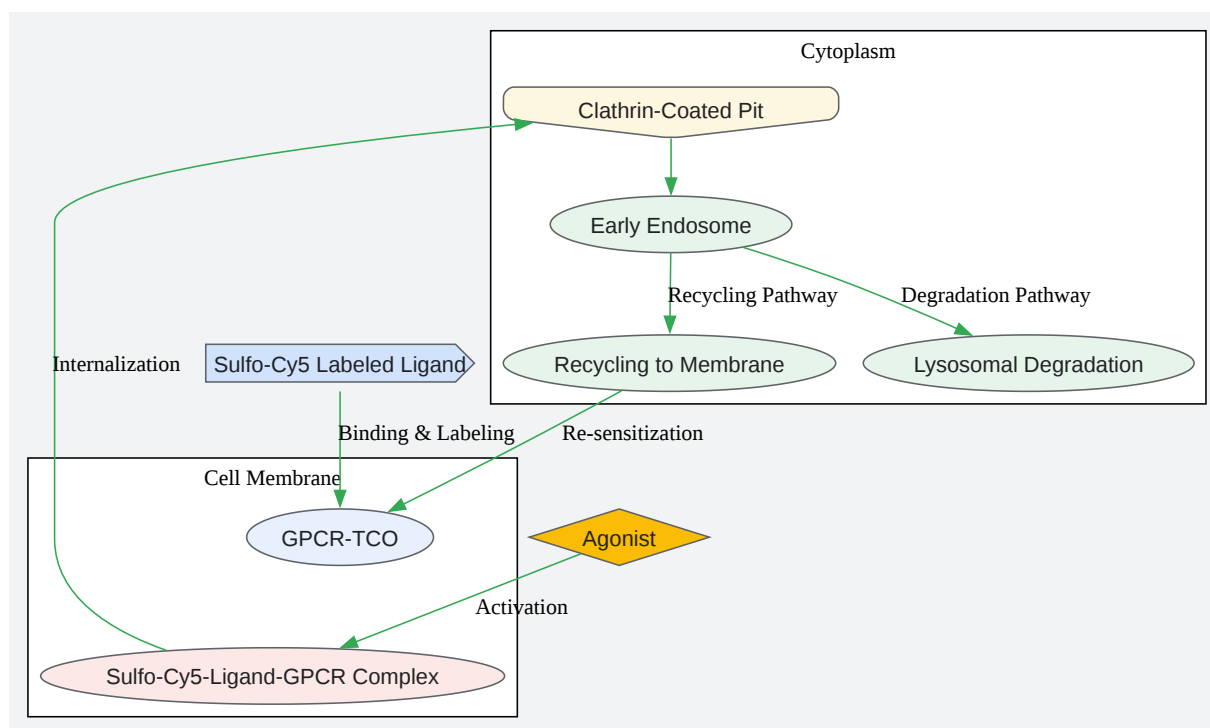 Cytoplasm
Clathrin-Coated Pit
Early Endosome
Recycling Pathway
Degradation Pathway
Internalization
Sulfo-Cy5 Labeled Ligand
Recycling to Membrane
Lysosomal Degradation
Binding & Labeling
Re-sensitization
Cell Membrane
GPCR-TCO
Agonist
Activation
Sulfo-Cy5-Ligand-GPCR Complex